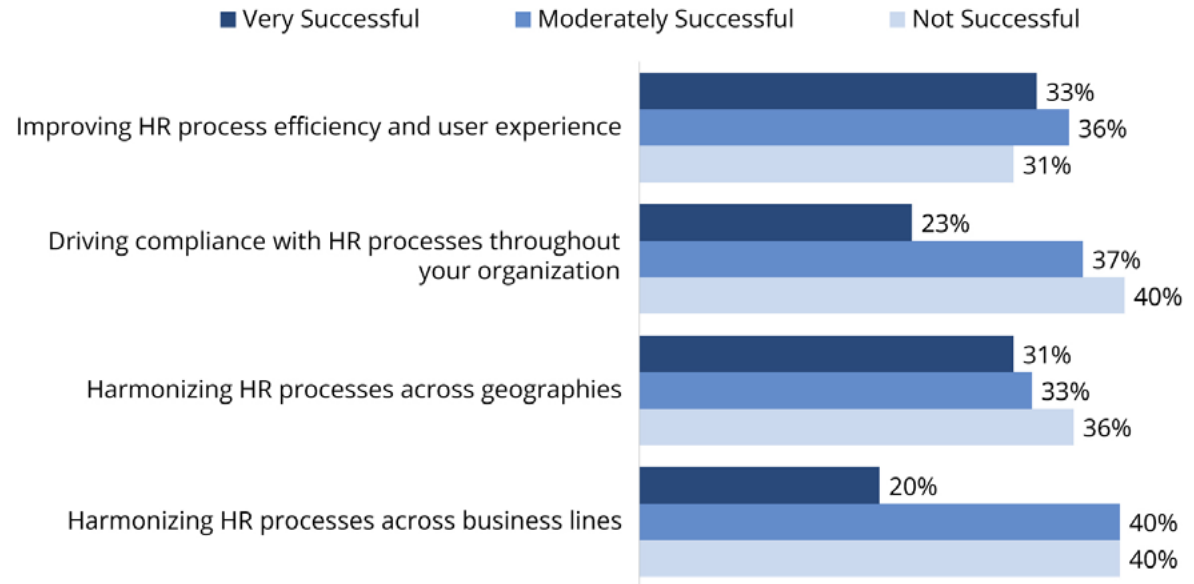 Very Successful Moderately Successful Not Successful
33%
Improving HR process efficiency and user experience 36%
31%
23%
Driving compliance with HR processes throughout
your organization
37%
40%
31%
Harmonizing HR processes across geographies 33%
36%
20%
Harmonizing HR processes across business lines 40%
40%